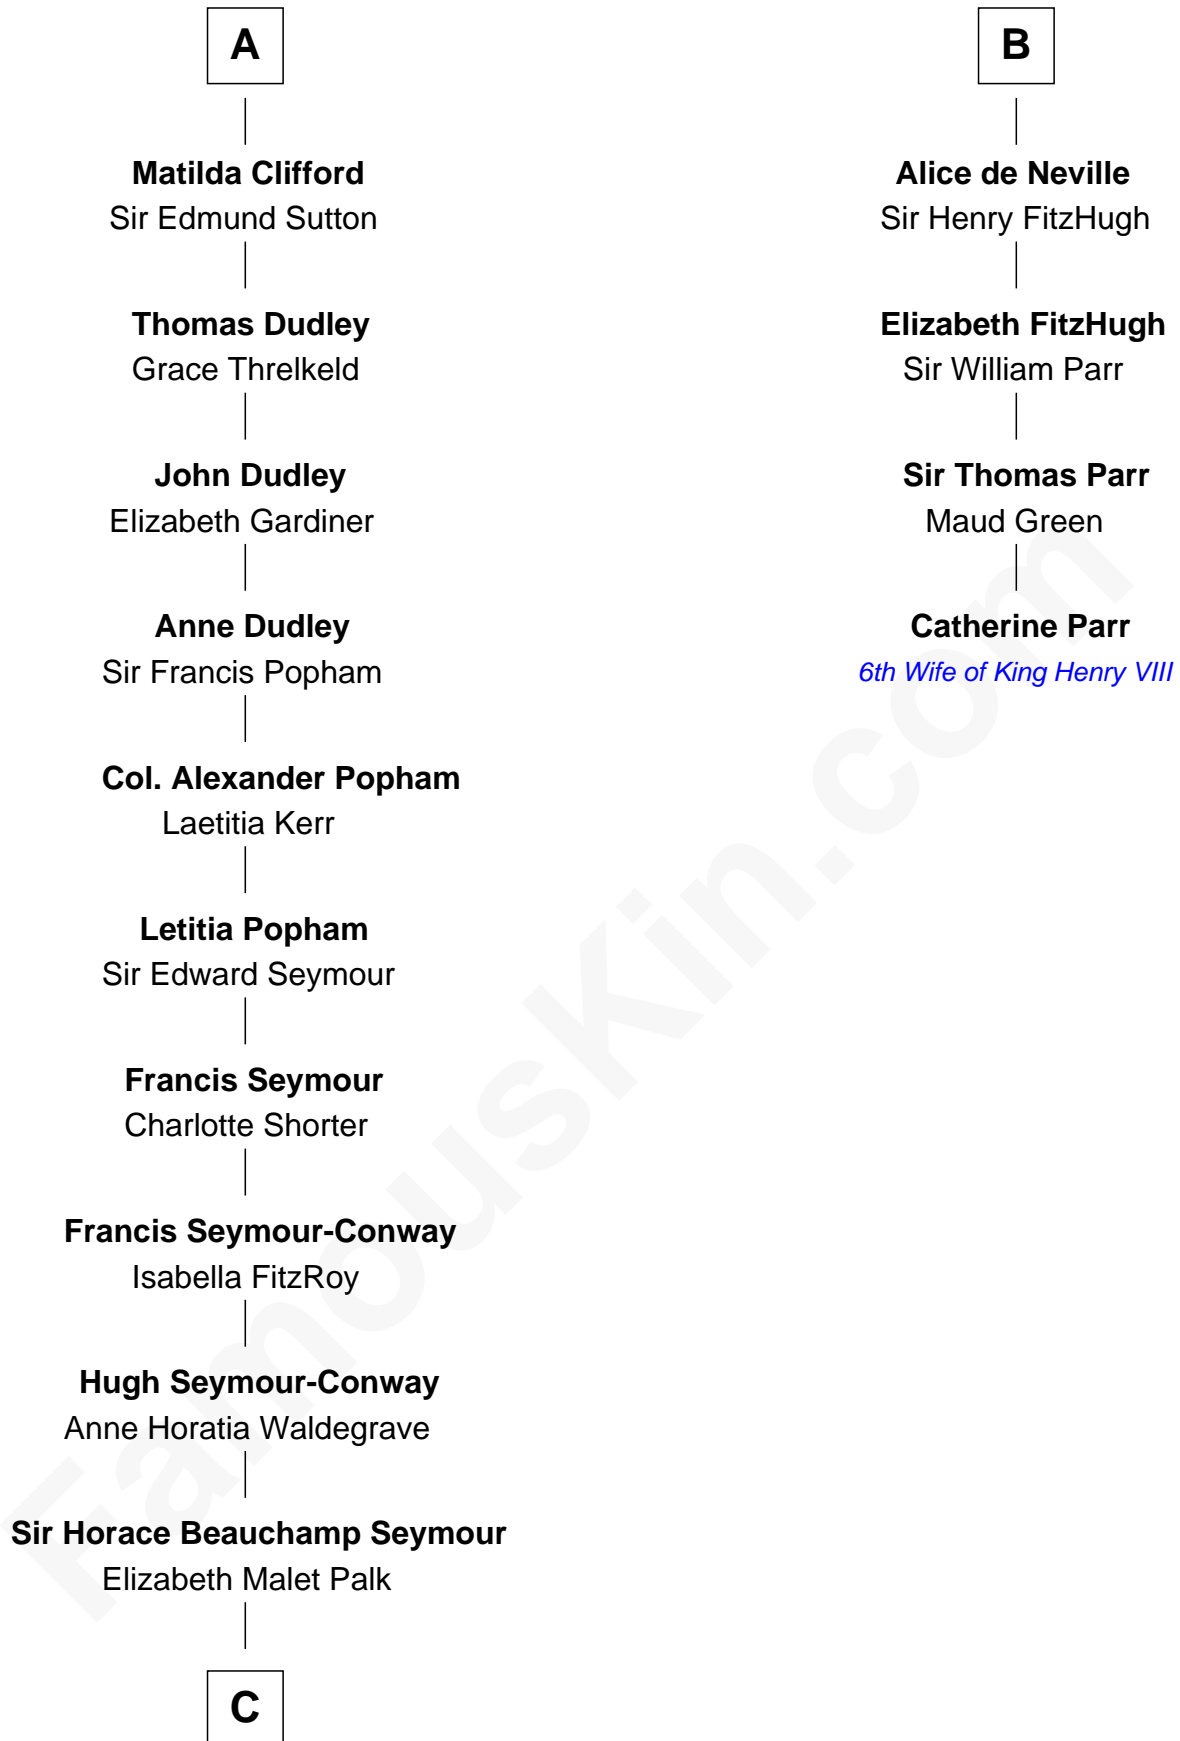 A
Matilda Clifford
Sir Edmund Sutton
Thomas Dudley
Grace Threlkeld
John Dudley
Elizabeth Gardiner
Anne Dudley
Sir Francis Popham
Col. Alexander Popham
Laetitia Kerr
Letitia Popham
Sir Edward Seymour
Francis Seymour
Charlotte Shorter
Francis Seymour-Conway
Isabella FitzRoy
Hugh Seymour-Conway
Anne Horatia Waldegrave
Sir Horace Beauchamp Seymour
Elizabeth Malet Palk
C
B
Alice de Neville
Sir Henry FitzHugh
Elizabeth FitzHugh
Sir William Parr
Sir Thomas Parr
Maud Green
Catherine Parr
6th Wife of King Henry VIII
FamousKin.com